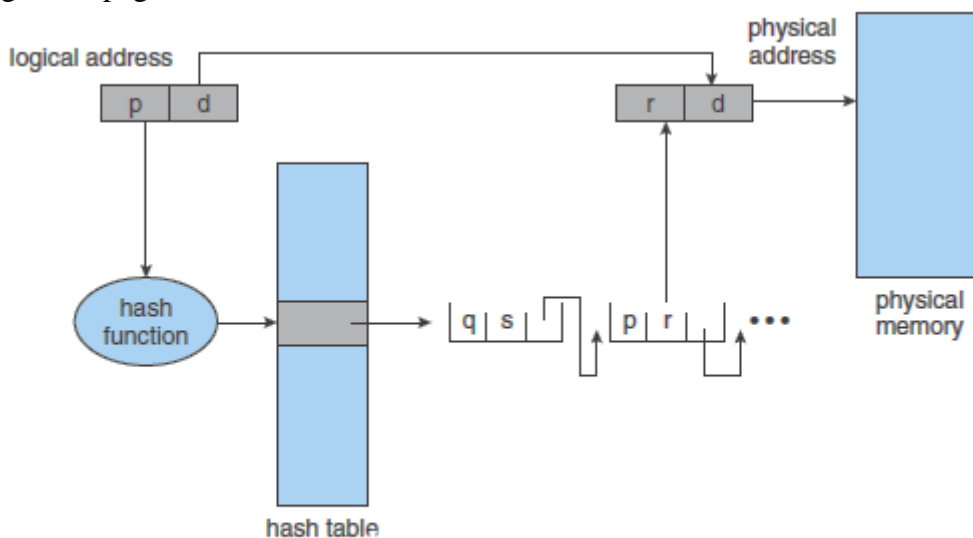 logical address
physical
address
p d
r d
hash
function
q s
p r
•••
physical
memory
hash table